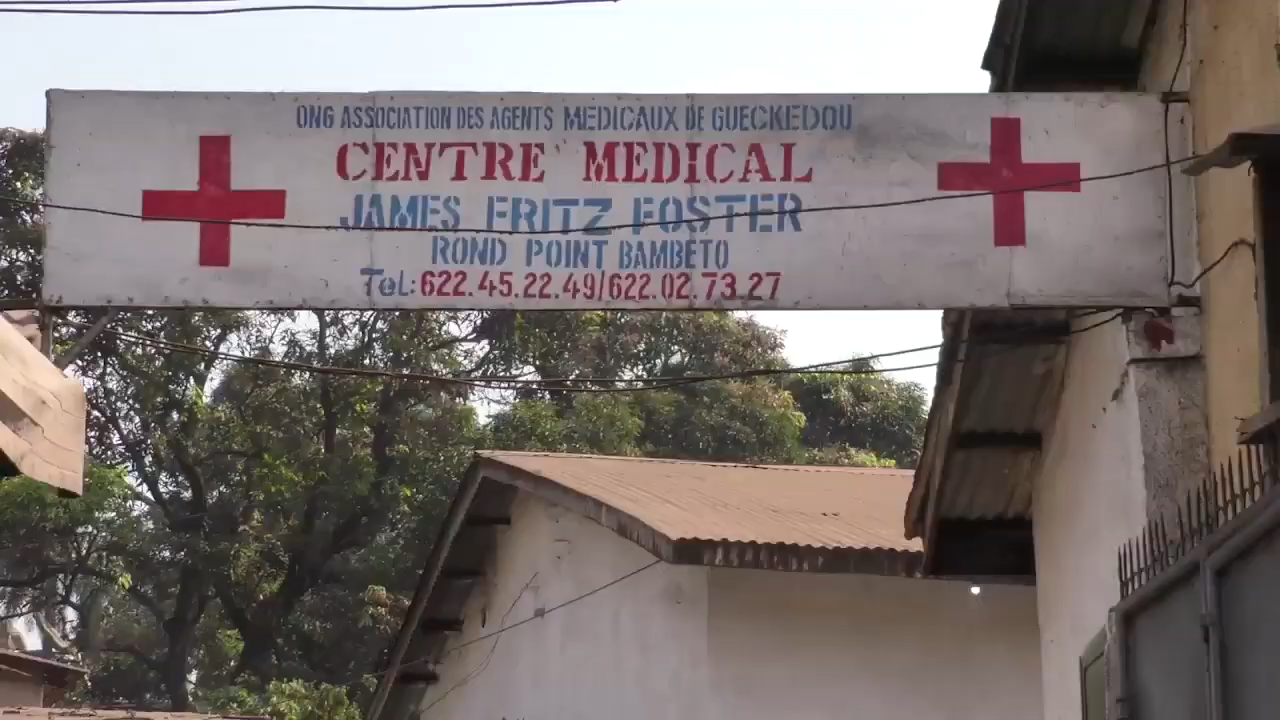 ONG ASSOCIATION DES AGENTS MEDICAUX DE GUECKEDOU
CENTRE MEDICAL
JAMES FRITZ FOSTER
ROND POINT BAMBETO
Tel: 622.45.22.49/622.02.73.27